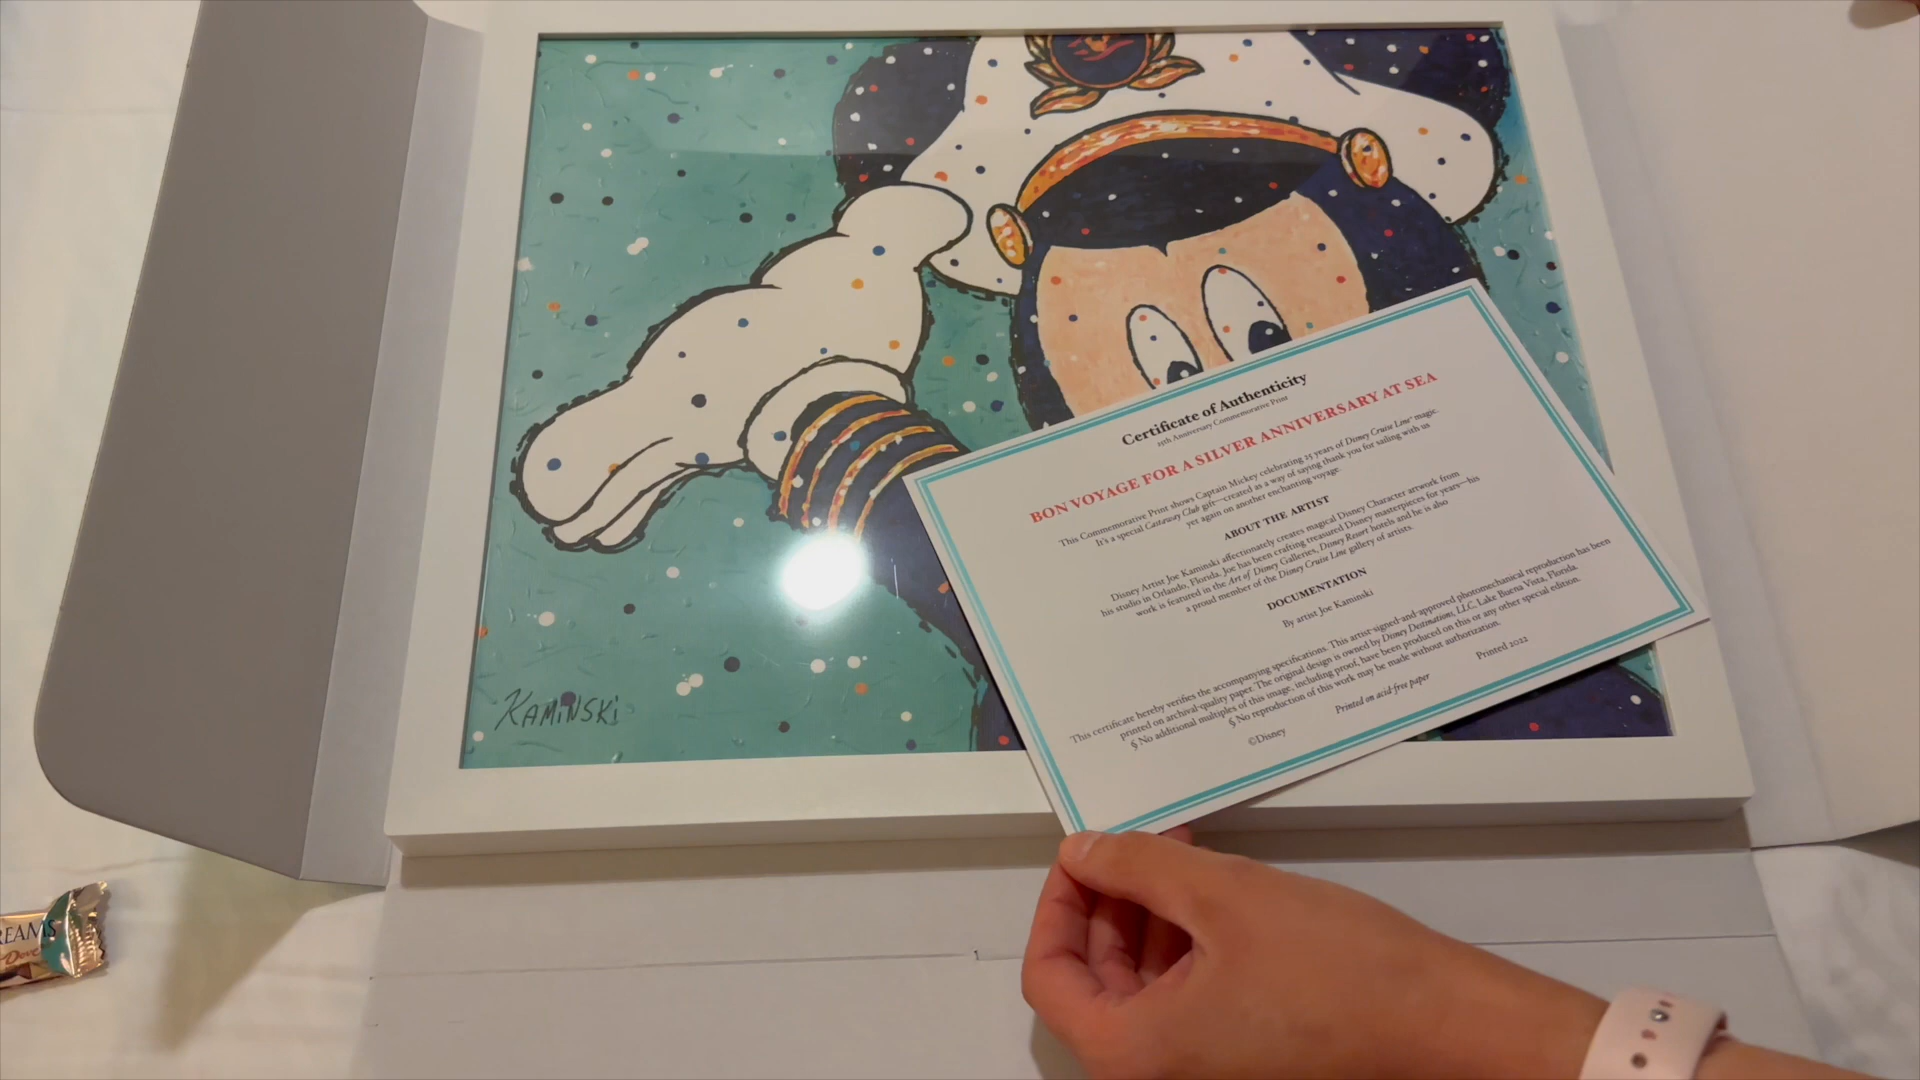 Certificate of Authenticity
25th Anniversary Commemorative Print
BON VOYAGE FOR A SILVER ANNIVERSARY AT SEA
This Commemorative Print shows Captain Mickey celebrating 25 years of Disney Cruise Line® magic.
It's a special Castaway Club gift—created as a way of saying thank you for sailing with us
yet again on another enchanting voyage.
ABOUT THE ARTIST
Disney Artist Joe Kaminski affectionately creates magical Disney Character artwork from
his studio in Orlando, Florida. Joe has been crafting treasured Disney masterpieces for years—his
work is featured in the Art of Disney Galleries, Disney Resort hotels and he is also
a proud member of the Disney Cruise Line gallery of artists.
DOCUMENTATION
By artist Joe Kaminski
This certificate hereby verifies the accompanying specifications. This artist-signed-and-approved photomechanical reproduction has been
printed on archival-quality paper. The original design is owned by Disney Destinations, LLC, Lake Buena Vista, Florida.
§ No additional multiples of this image, including proof, have been produced on this or any other special edition.
§ No reproduction of this work may be made without authorization.
Printed on acid-free paper
Printed 2022
©Disney
KAMiNSKi
REAMS
Dove